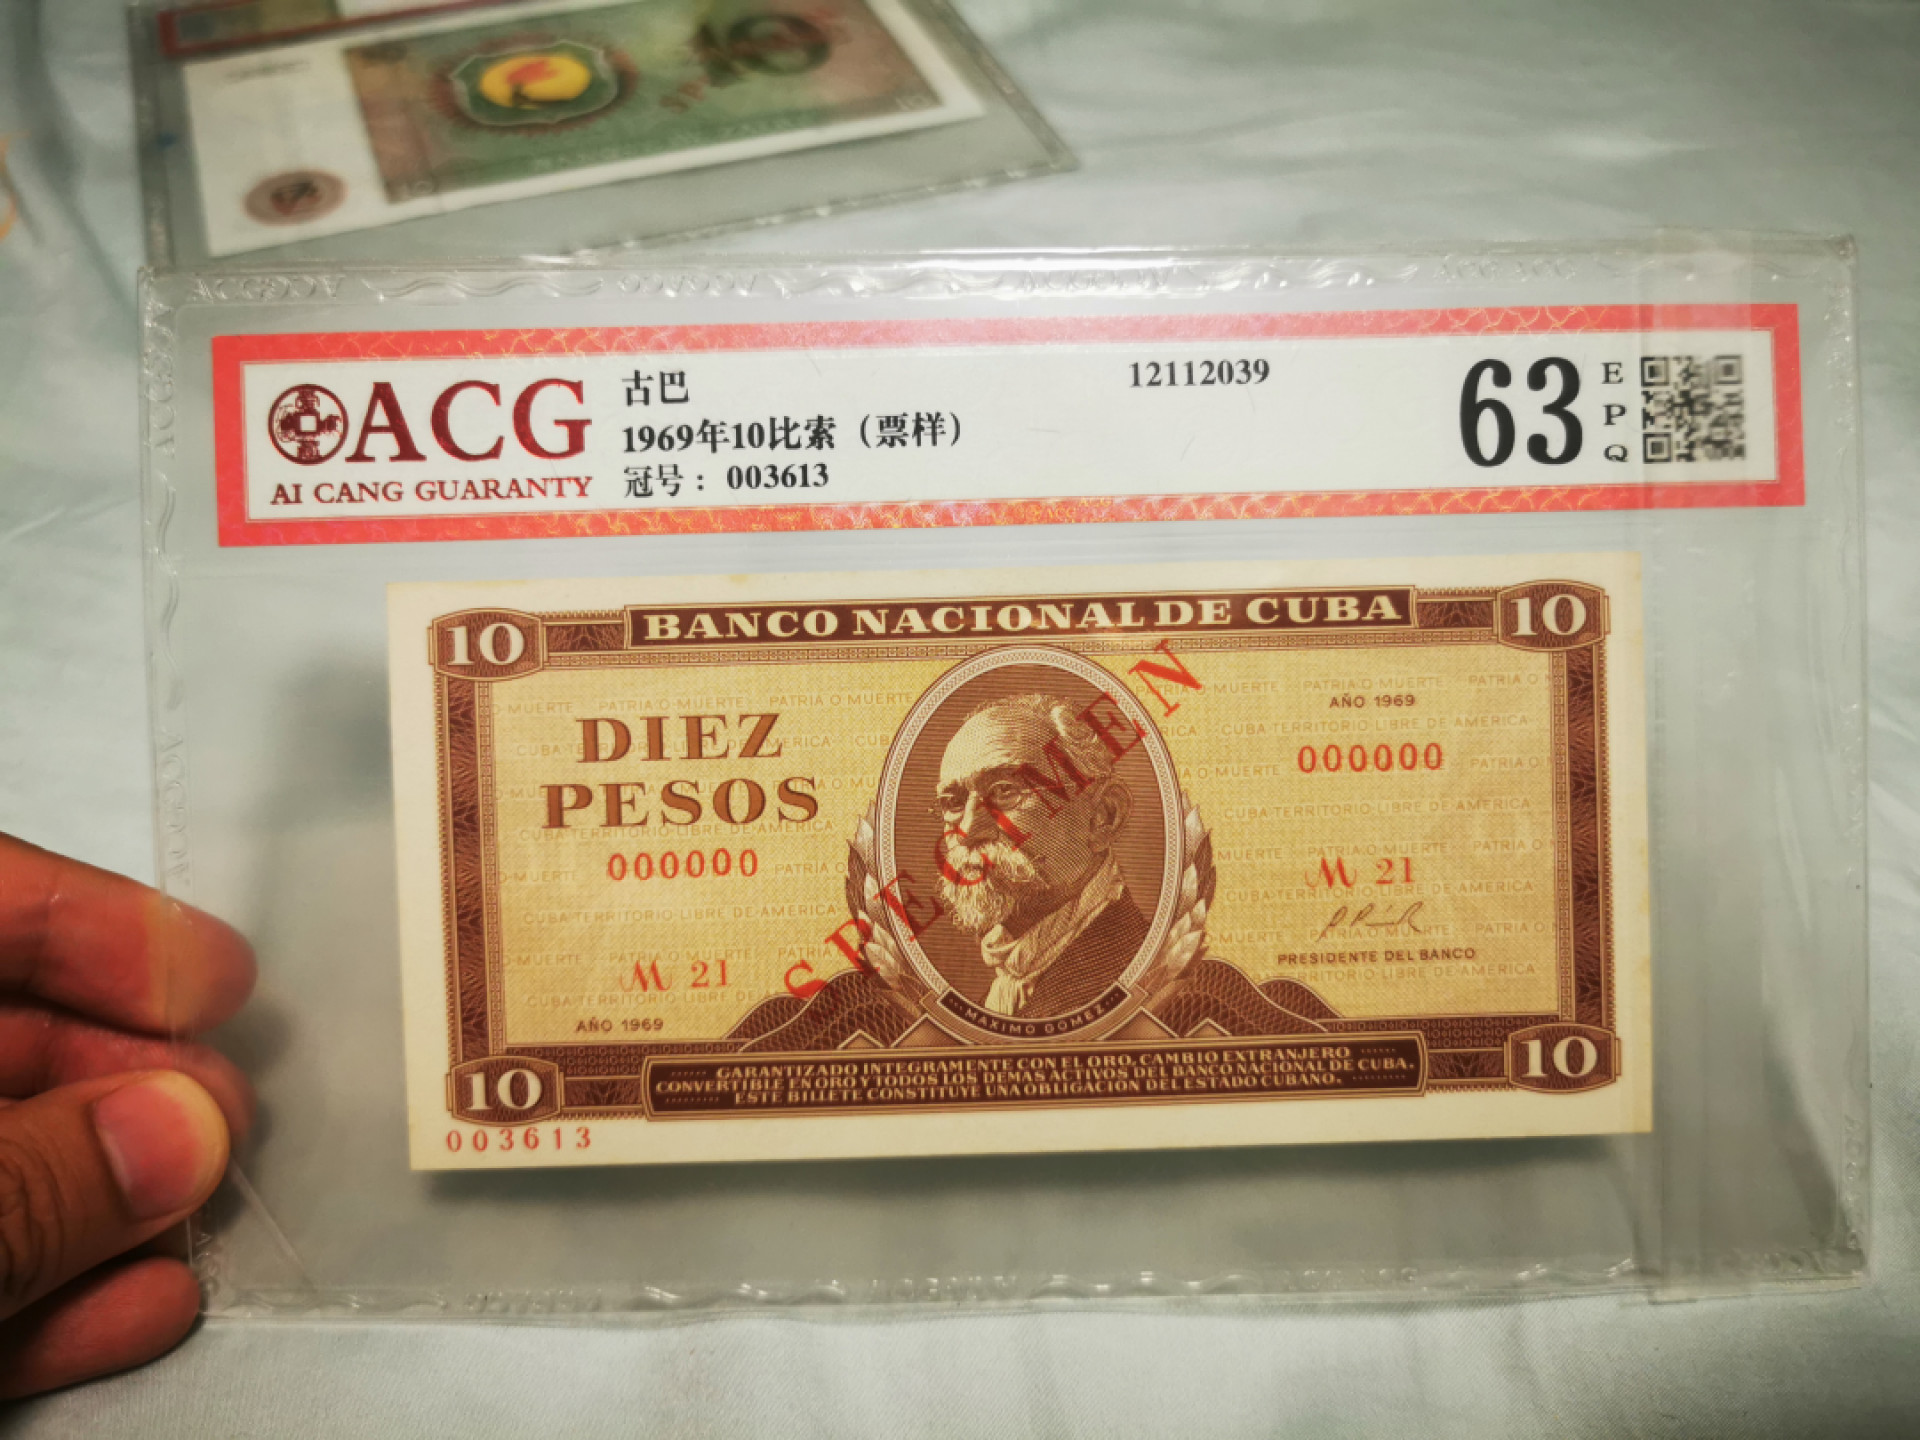 10
ACG
AI CANG GUARANTY
古巴
1969年10比索（票样）
冠号：003613
12112039
63
E
P
Q
BANCO NACIONAL DE CUBA
10
10
DIEZ
PESOS
000000
M 21
AÑO 1969
SPECIMEN
MAXIMO GOMEZ
AÑO 1969
000000
M 21
PRESIDENTE DEL BANCO
PATRIA O MUERTE
CUBA TERRITORIO LIBRE DE AMERICA
10
GARANTIZADO INTEGRAMENTE CON EL ORO, CAMBIO EXTRANJERO
CONVERTIBLE EN ORO Y TODOS LOS DEMAS ACTIVOS DEL BANCO NACIONAL DE CUBA.
ESTE BILLETE CONSTITUYE UNA OBLIGACION DEL ESTADO CUBANO.
10
003613